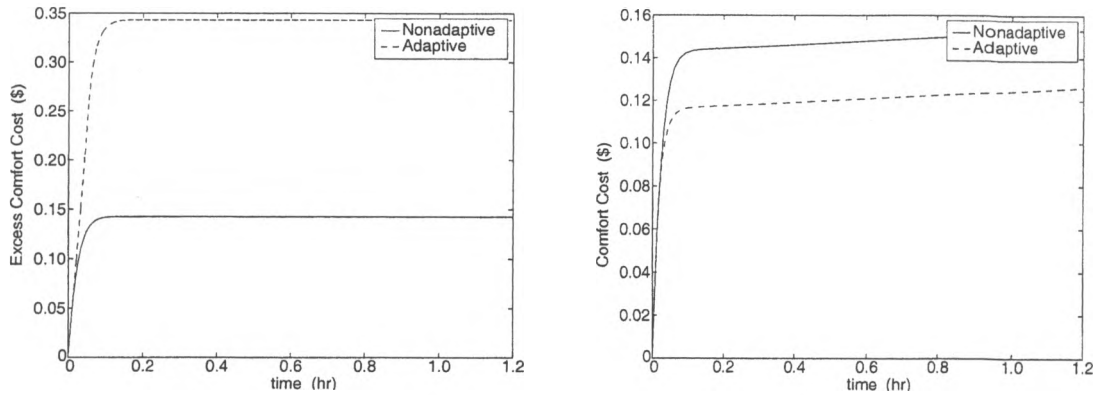 0.35
0.30
0.25
0.20
0.15
0.10
0.05
0
Excess Comfort Cost ($)
Nonadaptive
Adaptive
0 0.2 0.4 0.6 0.8 1.0 1.2
time (hr)
0.16
0.14
0.12
0.10
0.08
0.06
0.04
0.02
0
Comfort Cost ($)
Nonadaptive
Adaptive
0 0.2 0.4 0.6 0.8 1.0 1.2
time (hr)